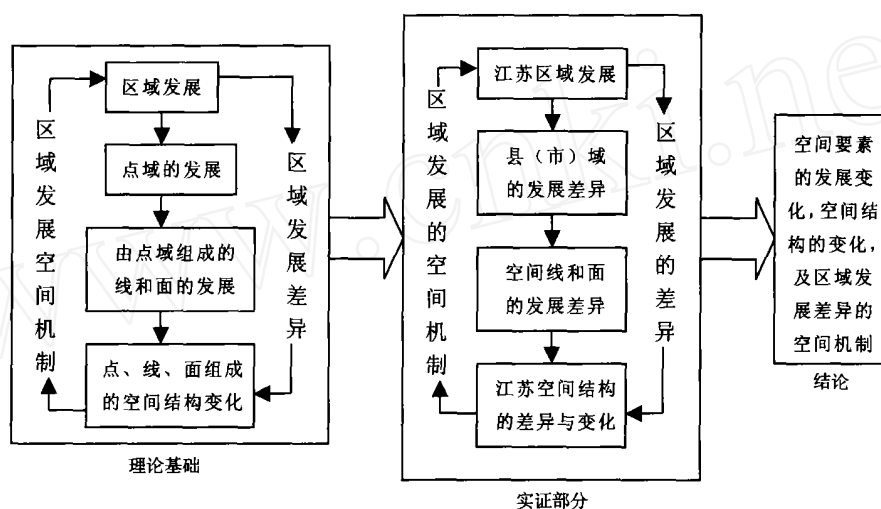 区域发展
点域的发展
由点域组成的
线和面的发展
点、线、面组成
的空间结构变化
区域发展空间机制
区域发展差异
理论基础
江苏区域发展
县（市）域
的发展差异
空间线和面
的发展差异
江苏空间结构
的差异与变化
区域发展的空间机制
区域发展的差异
实证部分
空间要素
的发展变
化,空间结
构的变化,
及区域发
展差异的
空间机制
结论
www.cnki.ne